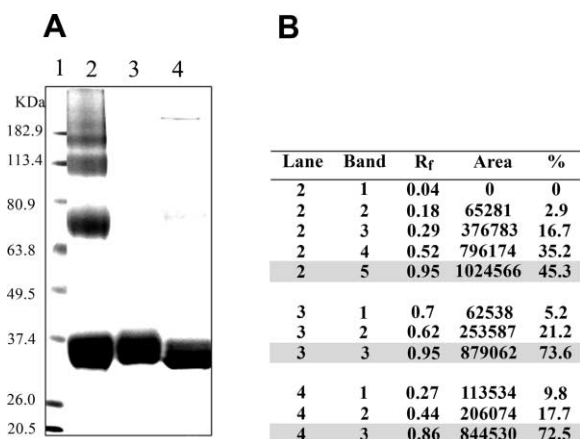 A B
1 2 3 4
KDa
182.9
113.4
80.9
63.8
49.5
37.4
26.0
20.5
Lane Band Rf Area %
2 1 0.04 0 0
2 2 0.18 65281 2.9
2 3 0.29 376783 16.7
2 4 0.52 796174 35.2
2 5 0.95 1024566 45.3
3 1 0.7 62538 5.2
3 2 0.62 253587 21.2
3 3 0.95 879062 73.6
4 1 0.27 113534 9.8
4 2 0.44 206074 17.7
4 3 0.86 844530 72.5